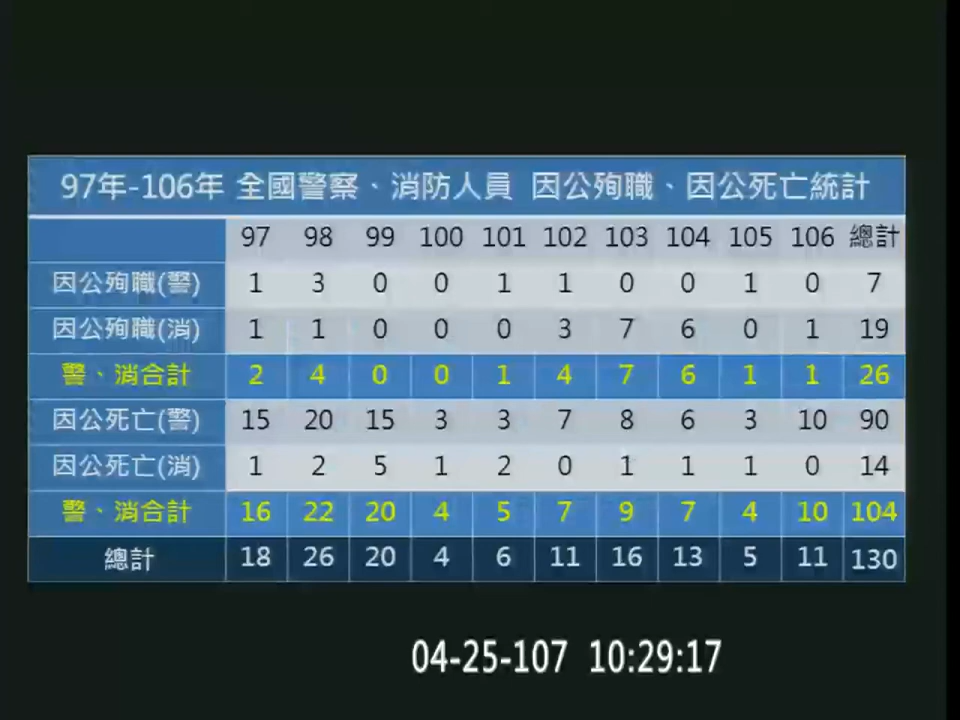 97年-106年 全國警察、消防人員 因公殉職、因公死亡統計
97 98 99 100 101 102 103 104 105 106 總計
因公殉職(警) 1 3 0 0 1 1 0 0 1 0 7
因公殉職(消) 1 1 0 0 0 3 7 6 0 1 19
警、消合計 2 4 0 0 1 4 7 6 1 1 26
因公死亡(警) 15 20 15 3 3 7 8 6 3 10 90
因公死亡(消) 1 2 5 1 2 0 1 1 1 0 14
警、消合計 16 22 20 4 5 7 9 7 4 10 104
總計 18 26 20 4 6 11 16 13 5 11 130
04-25-107 10:29:17